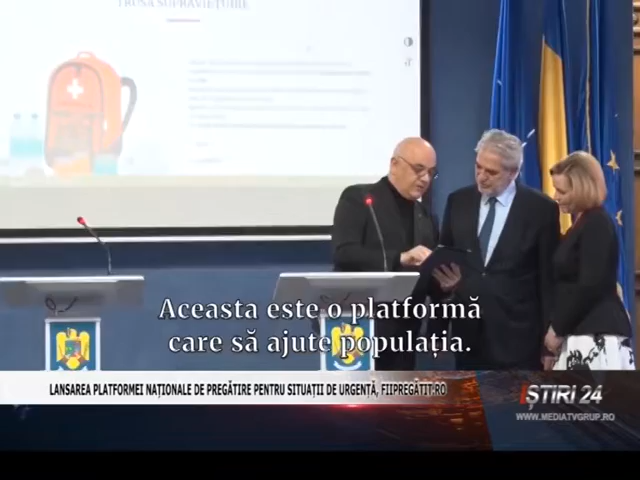 TRUSA SUPRAVIEȚUIRE
Aceasta este o platformă
care să ajute populația.
LANSAREA PLATFORMEI NAȚIONALE DE PREGĂTIRE PENTRU SITUAȚII DE URGENȚĂ, FIIPREGĂTIT.RO
ȘTIRI 24
WWW.MEDIATVGRUP.RO